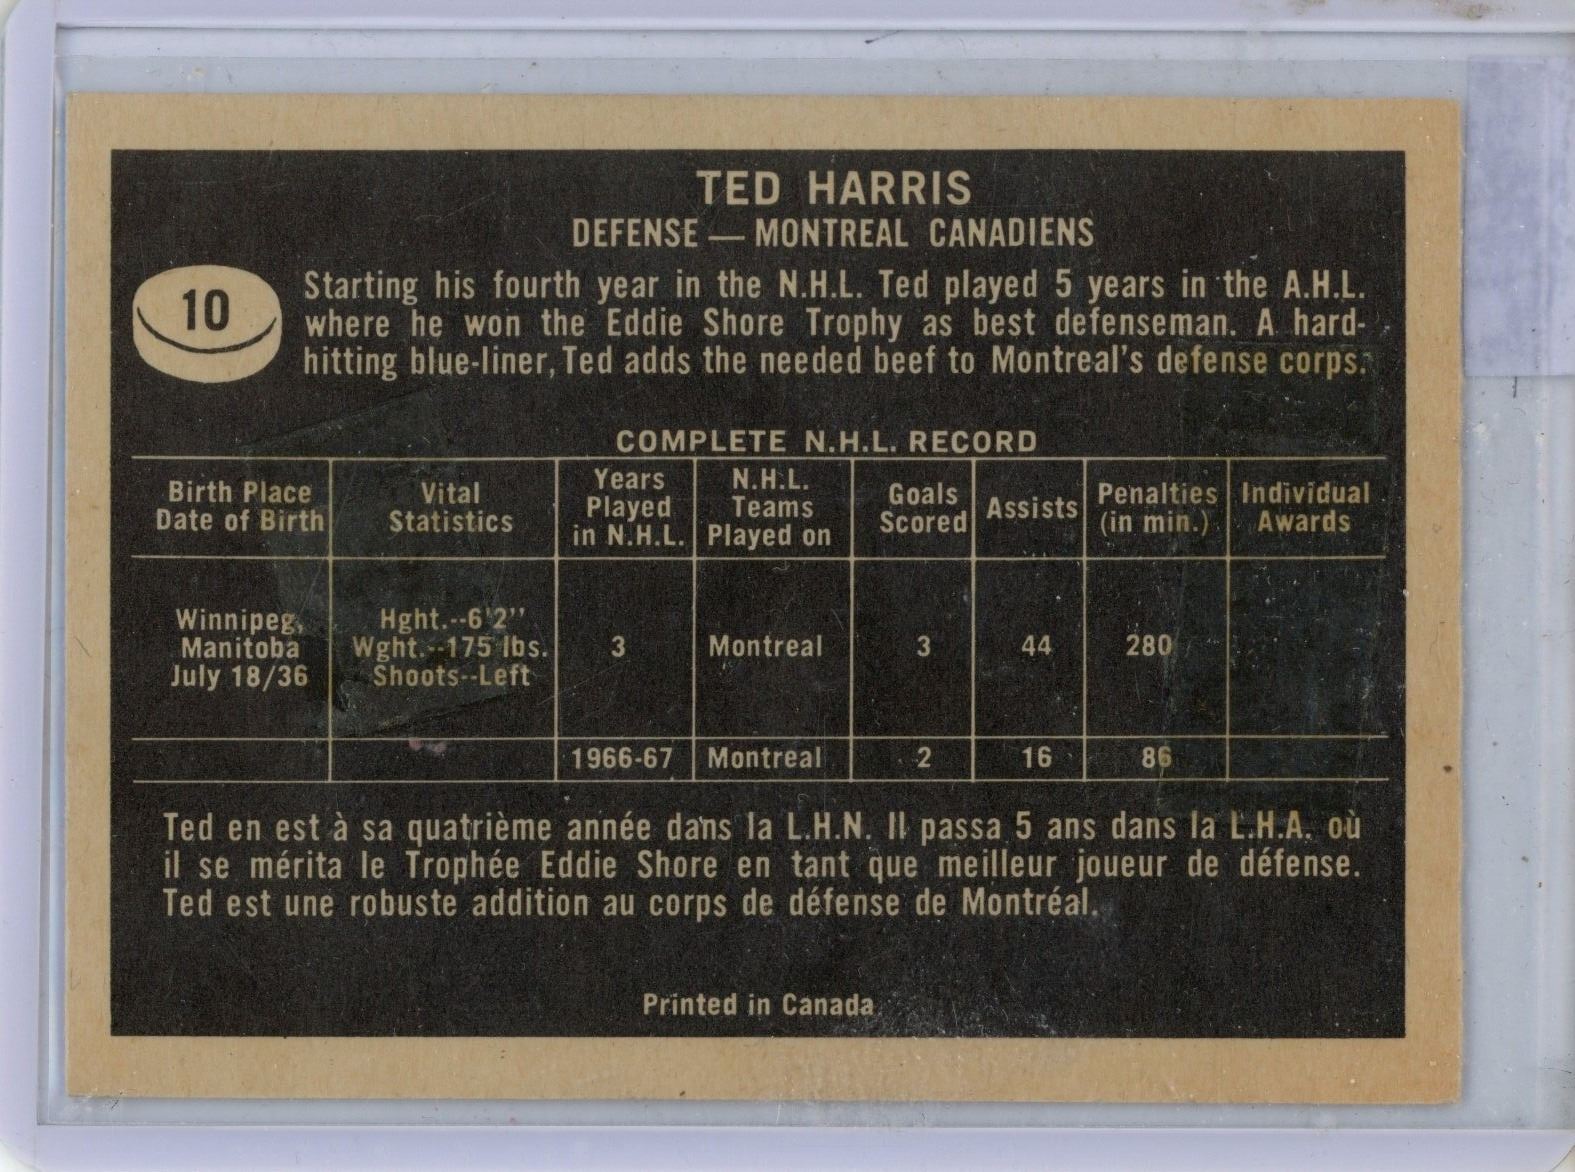 TED HARRIS
DEFENSE — MONTREAL CANADIENS
10
Starting his fourth year in the N.H.L. Ted played 5 years in the A.H.L.
where he won the Eddie Shore Trophy as best defenseman. A hard-
hitting blue-liner, Ted adds the needed beef to Montreal's defense corps.
COMPLETE N.H.L. RECORD
Birth Place
Date of Birth
Vital
Statistics
Years
Played
in N.H.L.
N.H.L.
Teams
Played on
Goals
Scored
Assists
Penalties
(in min.)
Individual
Awards
Winnipeg,
Manitoba
July 18/36
Hght.--6'2"
Wght.--175 lbs.
Shoots--Left
3
Montreal
3
44
280
1966-67
Montreal
2
16
86
Ted en est à sa quatrième année dans la L.H.N. Il passa 5 ans dans la L.H.A. où
il se mérita le Trophée Eddie Shore en tant que meilleur joueur de défense.
Ted est une robuste addition au corps de défense de Montréal.
Printed in Canada